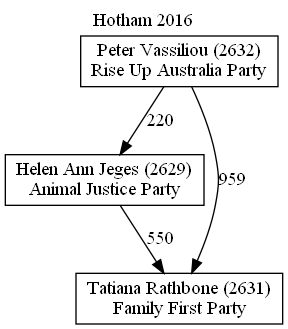 Hotham 2016
Peter Vassiliou (2632)
Rise Up Australia Party
220
Helen Ann Jeges (2629)
Animal Justice Party
959
550
Tatiana Rathbone (2631)
Family First Party